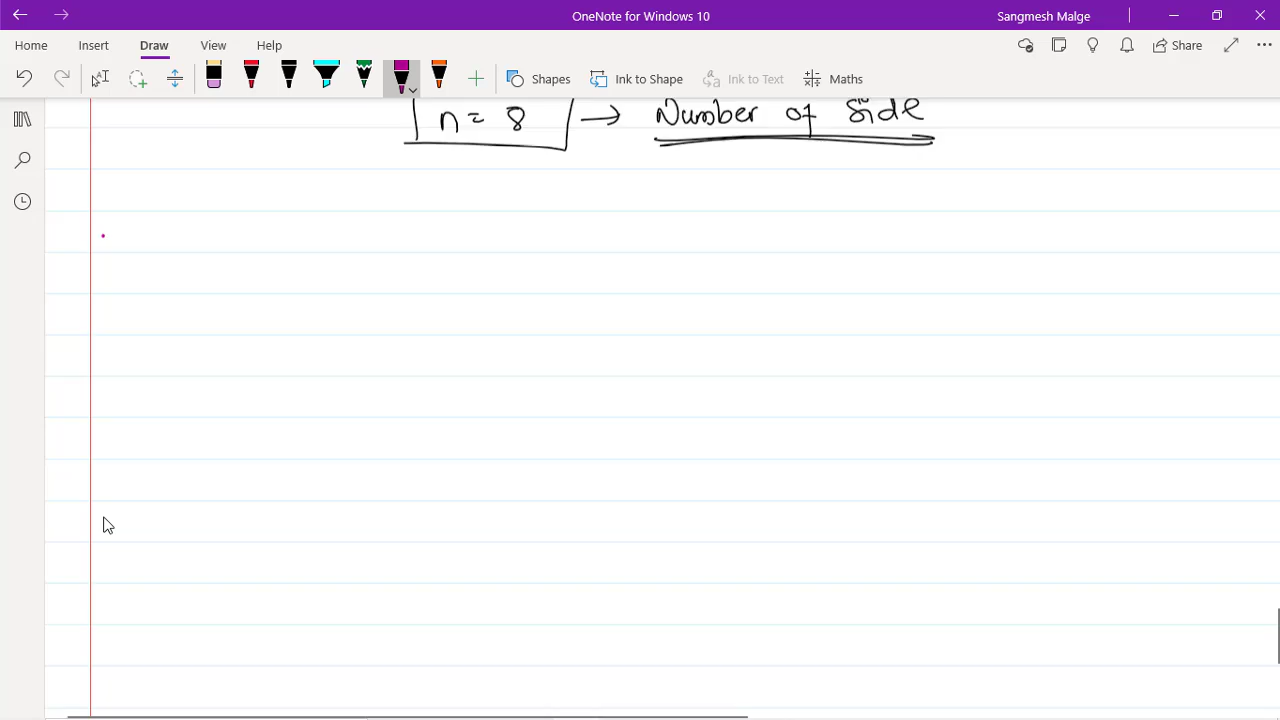 OneNote for Windows 10
Sangmesh Malge
Home Insert Draw View Help
Share
Shapes Ink to Shape Ink to Text Maths
n = 8 → Number of Side